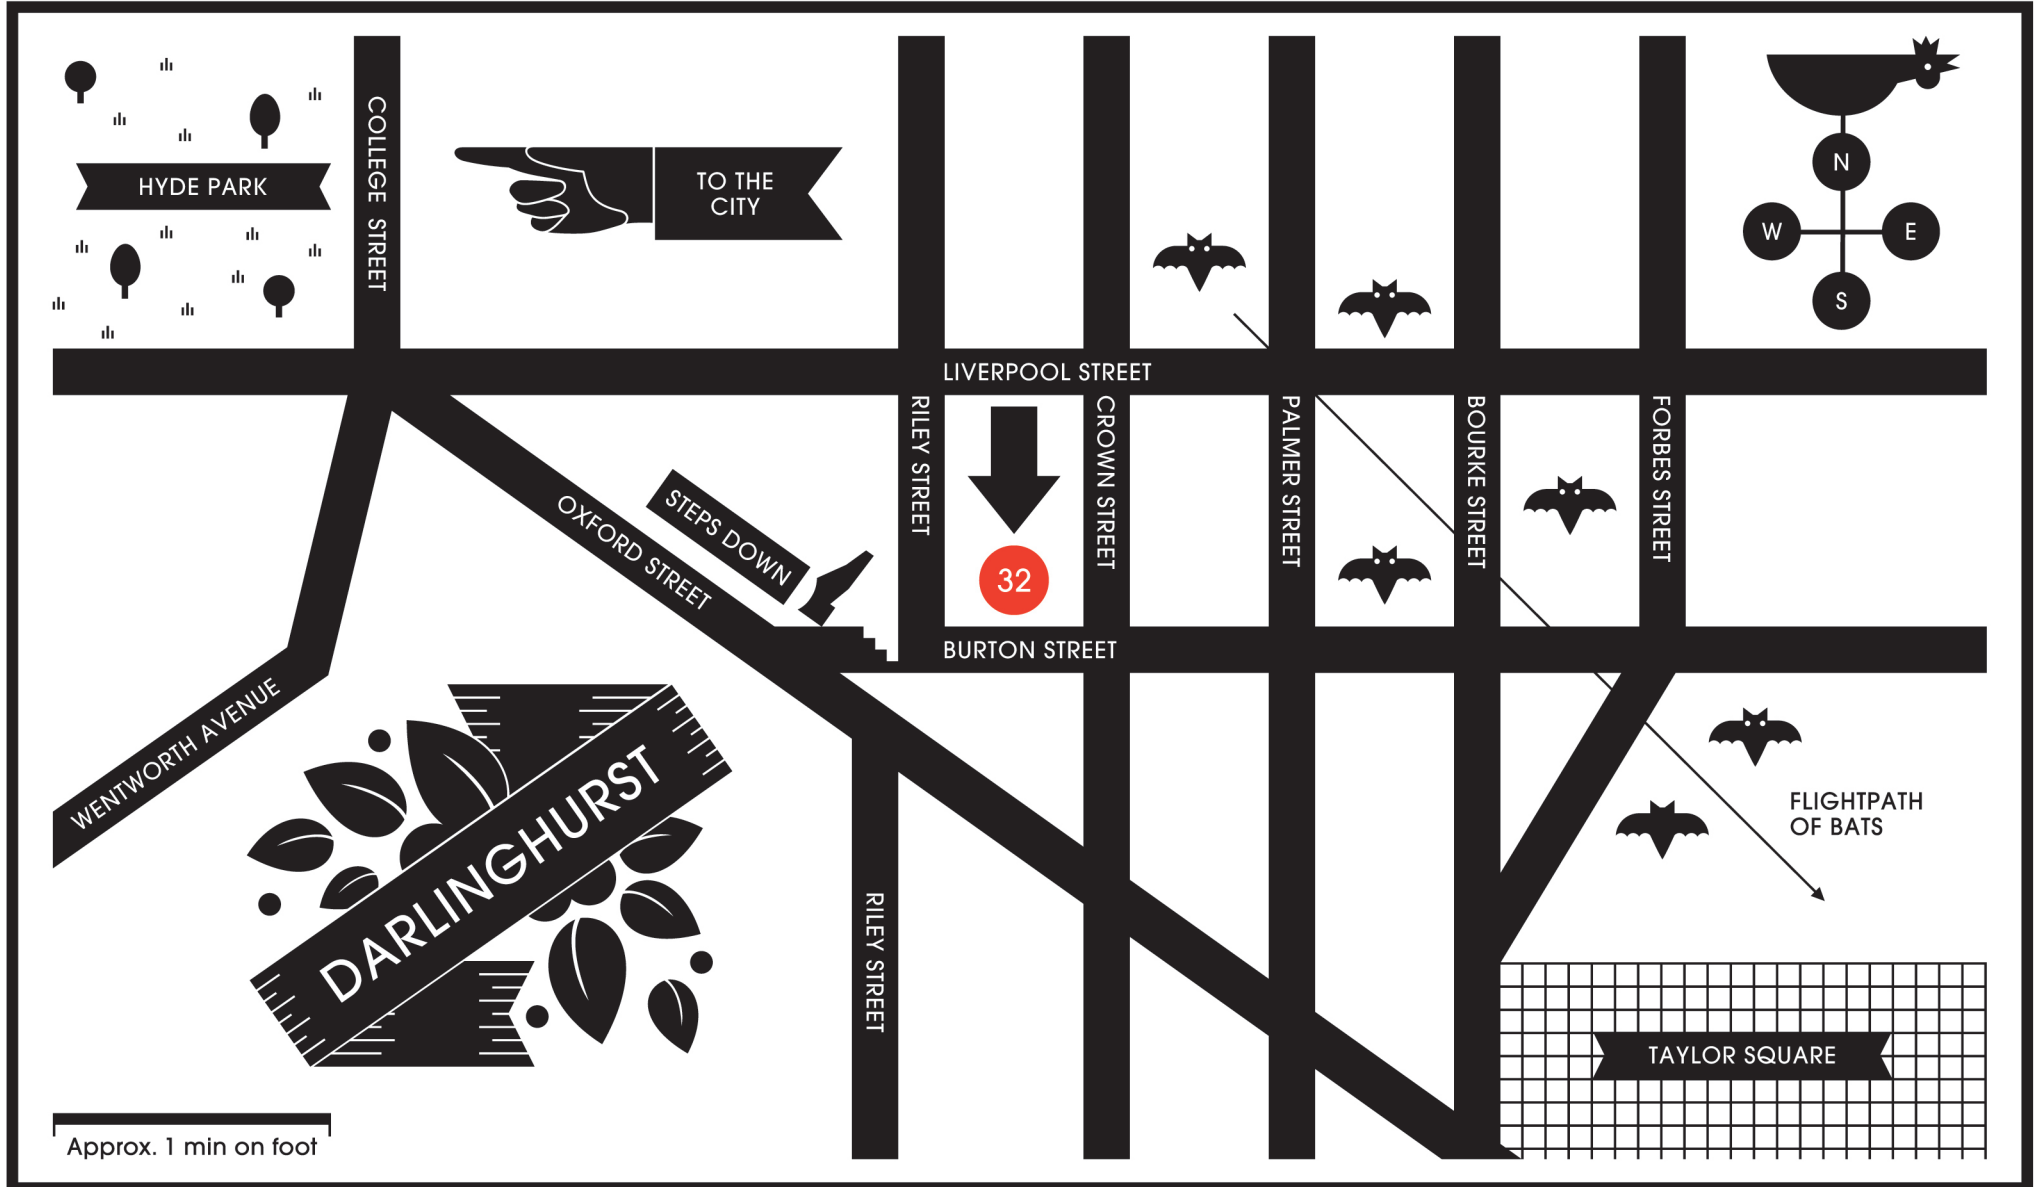 COLLEGE STREET
HYDE PARK
TO THE
CITY
N
W
E
S
LIVERPOOL STREET
RILEY STREET
CROWN STREET
PALMER STREET
BOURKE STREET
FORBES STREET
OXFORD STREET
STEPS DOWN
32
BURTON STREET
WENTWORTH AVENUE
DARLINGHURST
FLIGHTPATH
OF BATS
RILEY STREET
TAYLOR SQUARE
Approx. 1 min on foot